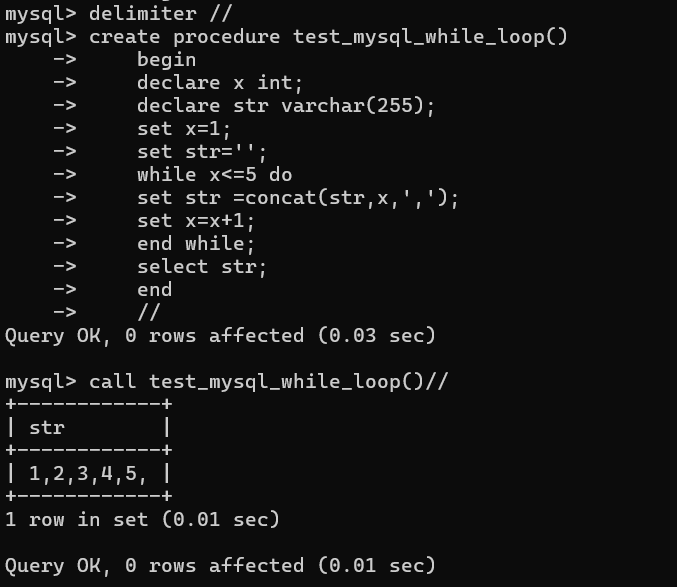 mysql> delimiter //
mysql> create procedure test_mysql_while_loop()
    ->     begin
    ->     declare x int;
    ->     declare str varchar(255);
    ->     set x=1;
    ->     set str='';
    ->     while x<=5 do
    ->     set str =concat(str,x,',');
    ->     set x=x+1;
    ->     end while;
    ->     select str;
    ->     end
    ->     //
Query OK, 0 rows affected (0.03 sec)

mysql> call test_mysql_while_loop()//
+------------+
| str        |
+------------+
| 1,2,3,4,5, |
+------------+
1 row in set (0.01 sec)

Query OK, 0 rows affected (0.01 sec)